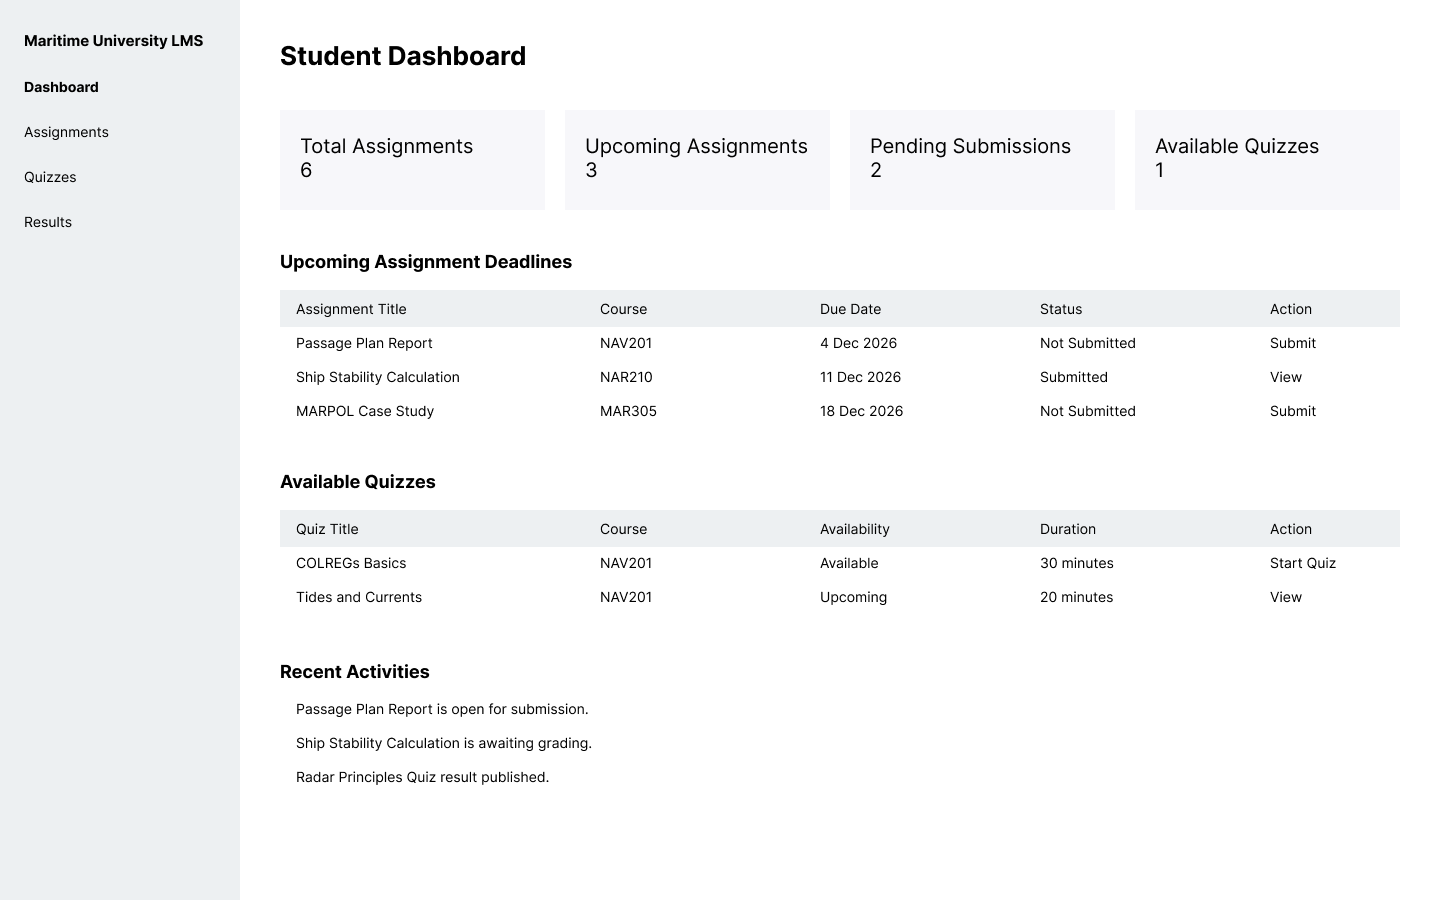 Maritime University LMS
Dashboard
Assignments
Quizzes
Results
Student Dashboard
Total Assignments
6
Upcoming Assignments
3
Pending Submissions
2
Available Quizzes
1
Upcoming Assignment Deadlines
Assignment Title Course Due Date Status Action
Passage Plan Report NAV201 4 Dec 2026 Not Submitted Submit
Ship Stability Calculation NAR210 11 Dec 2026 Submitted View
MARPOL Case Study MAR305 18 Dec 2026 Not Submitted Submit
Available Quizzes
Quiz Title Course Availability Duration Action
COLREGs Basics NAV201 Available 30 minutes Start Quiz
Tides and Currents NAV201 Upcoming 20 minutes View
Recent Activities
Passage Plan Report is open for submission.
Ship Stability Calculation is awaiting grading.
Radar Principles Quiz result published.